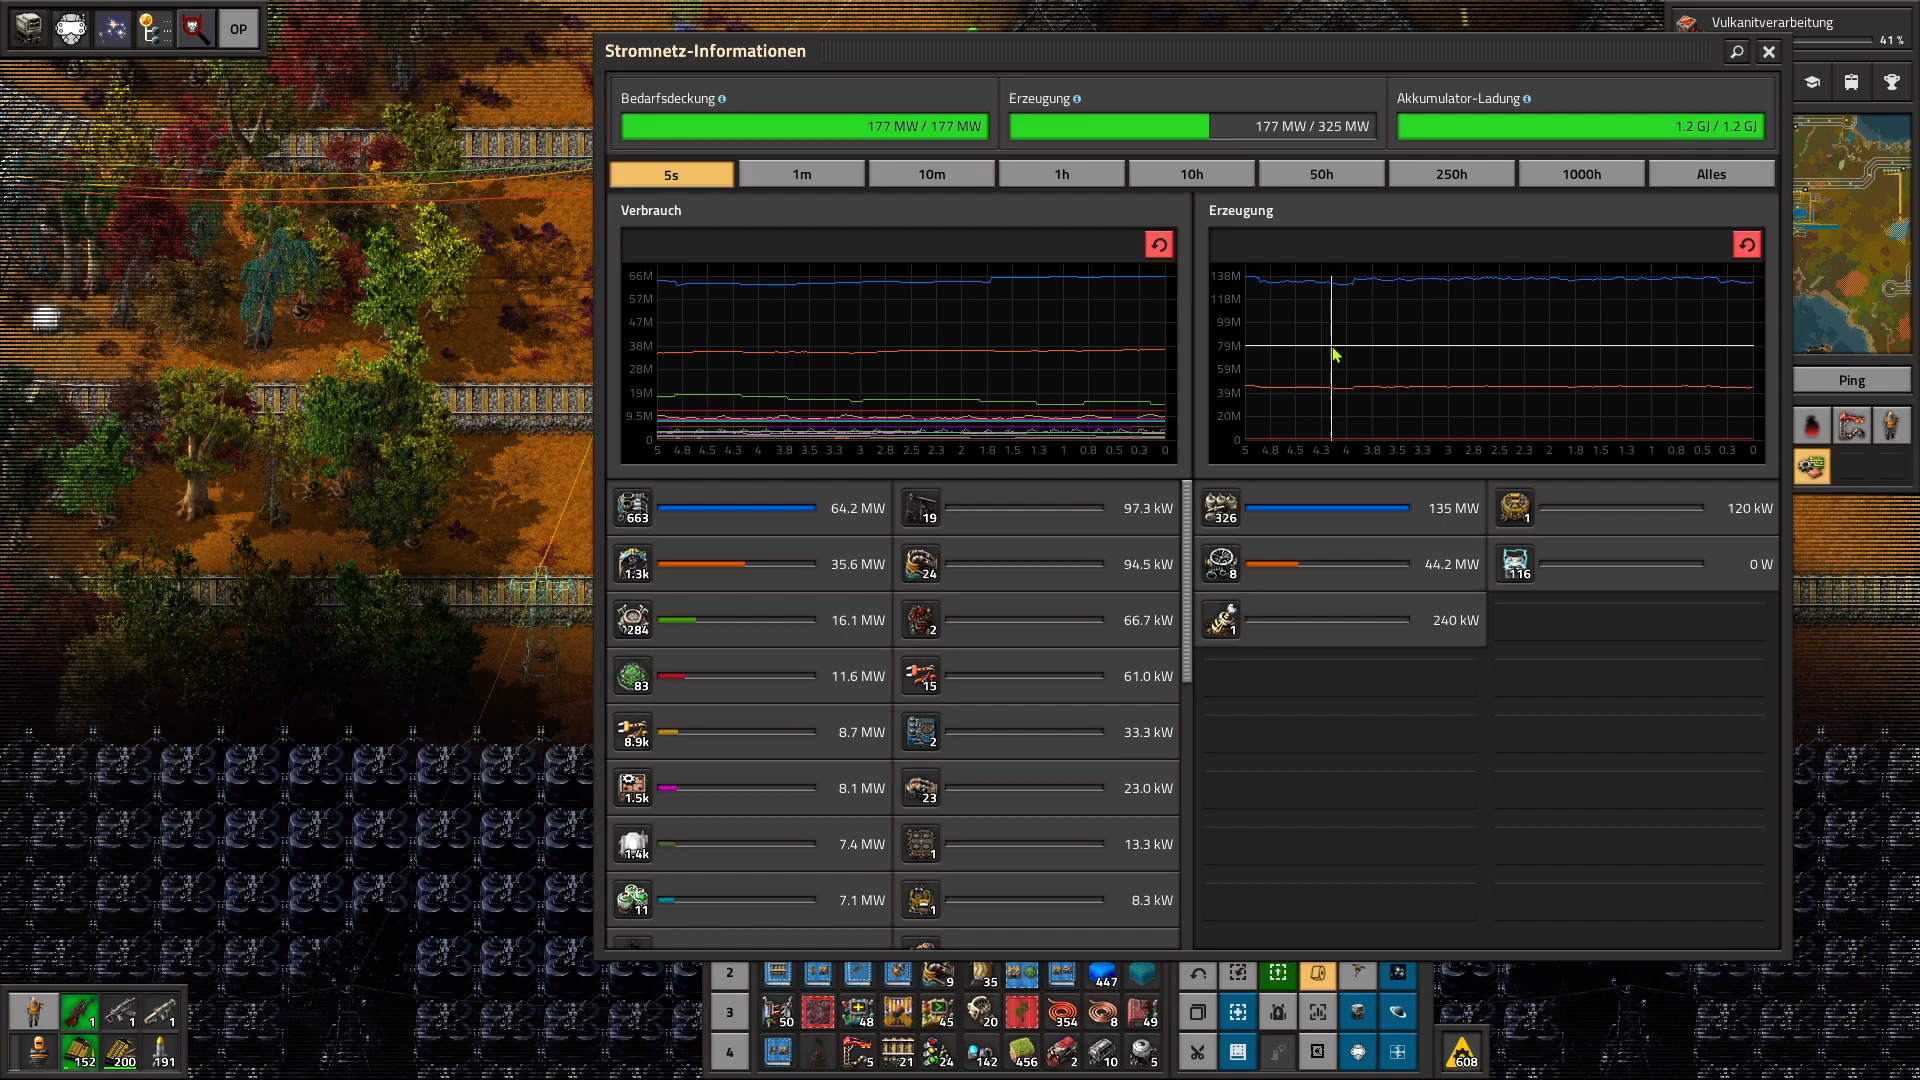 OP
Stromnetz-Informationen
Vulkanitverarbeitung
41 %
Bedarfsdeckung
177 MW / 177 MW
Erzeugung
177 MW / 325 MW
Akkumulator-Ladung
1.2 GJ / 1.2 GJ
5s 1m 10m 1h 10h 50h 250h 1000h Alles
Verbrauch
66M
57M
47M
38M
28M
19M
9.5M
0
5 4.8 4.5 4.3 4 3.8 3.5 3.3 3 2.8 2.5 2.3 2 1.8 1.5 1.3 1 0.8 0.5 0.3 0
Erzeugung
138M
118M
99M
79M
59M
39M
20M
0
5 4.8 4.5 4.3 4 3.8 3.5 3.3 3 2.8 2.5 2.3 2 1.8 1.5 1.3 1 0.8 0.5 0.3 0
Ping
663 64.2 MW 19 97.3 kW
1.3k 35.6 MW 24 94.5 kW
284 16.1 MW 2 66.7 kW
83 11.6 MW 15 61.0 kW
8.9k 8.7 MW 2 33.3 kW
1.5k 8.1 MW 23 23.0 kW
1.4k 7.4 MW 1 13.3 kW
11 7.1 MW 1 8.3 kW
326 135 MW 1 120 kW
8 44.2 MW 116 0 W
1 240 kW
2 9 35 447
3 50 48 45 20 354 8 49
4 5 21 24 142 456 2 10 5
1 1 1
152 200 191
608